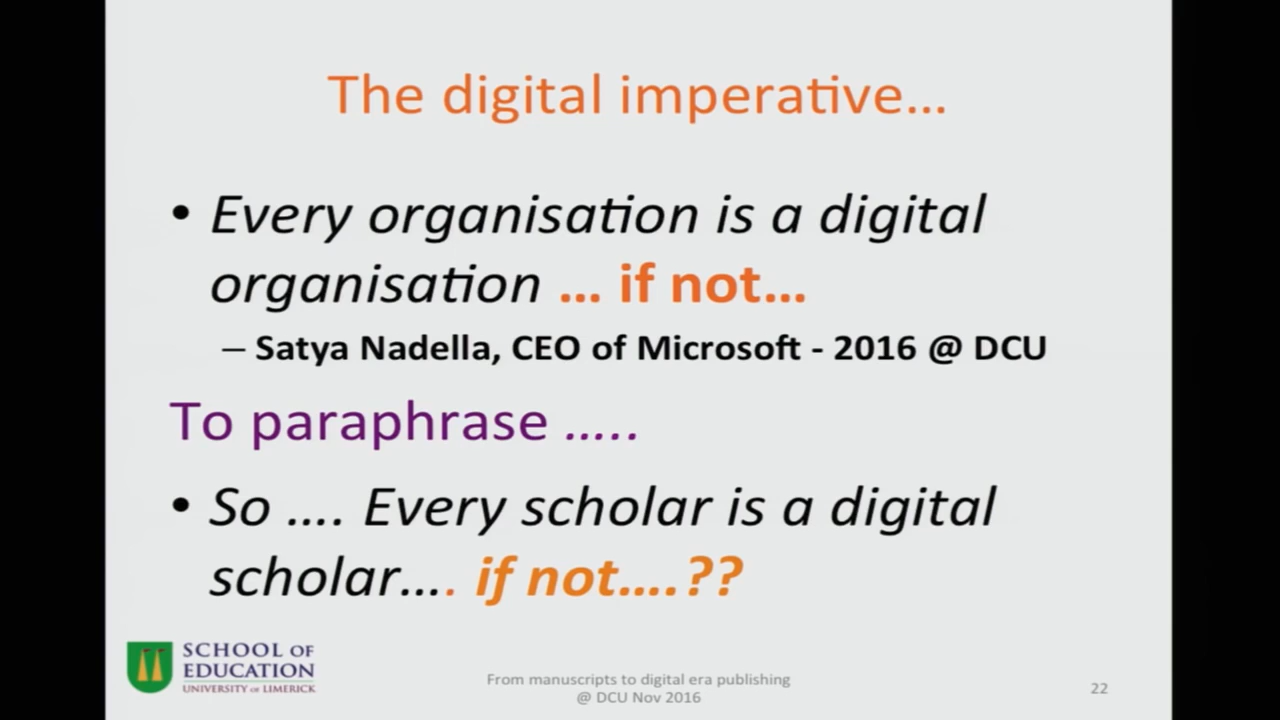 The digital imperative...
• Every organisation is a digital
organisation ... if not...
– Satya Nadella, CEO of Microsoft - 2016 @ DCU
To paraphrase .....
• So .... Every scholar is a digital
scholar.... if not....??
SCHOOL OF
EDUCATION
UNIVERSITY OF LIMERICK
From manuscripts to digital era publishing
@ DCU Nov 2016
22